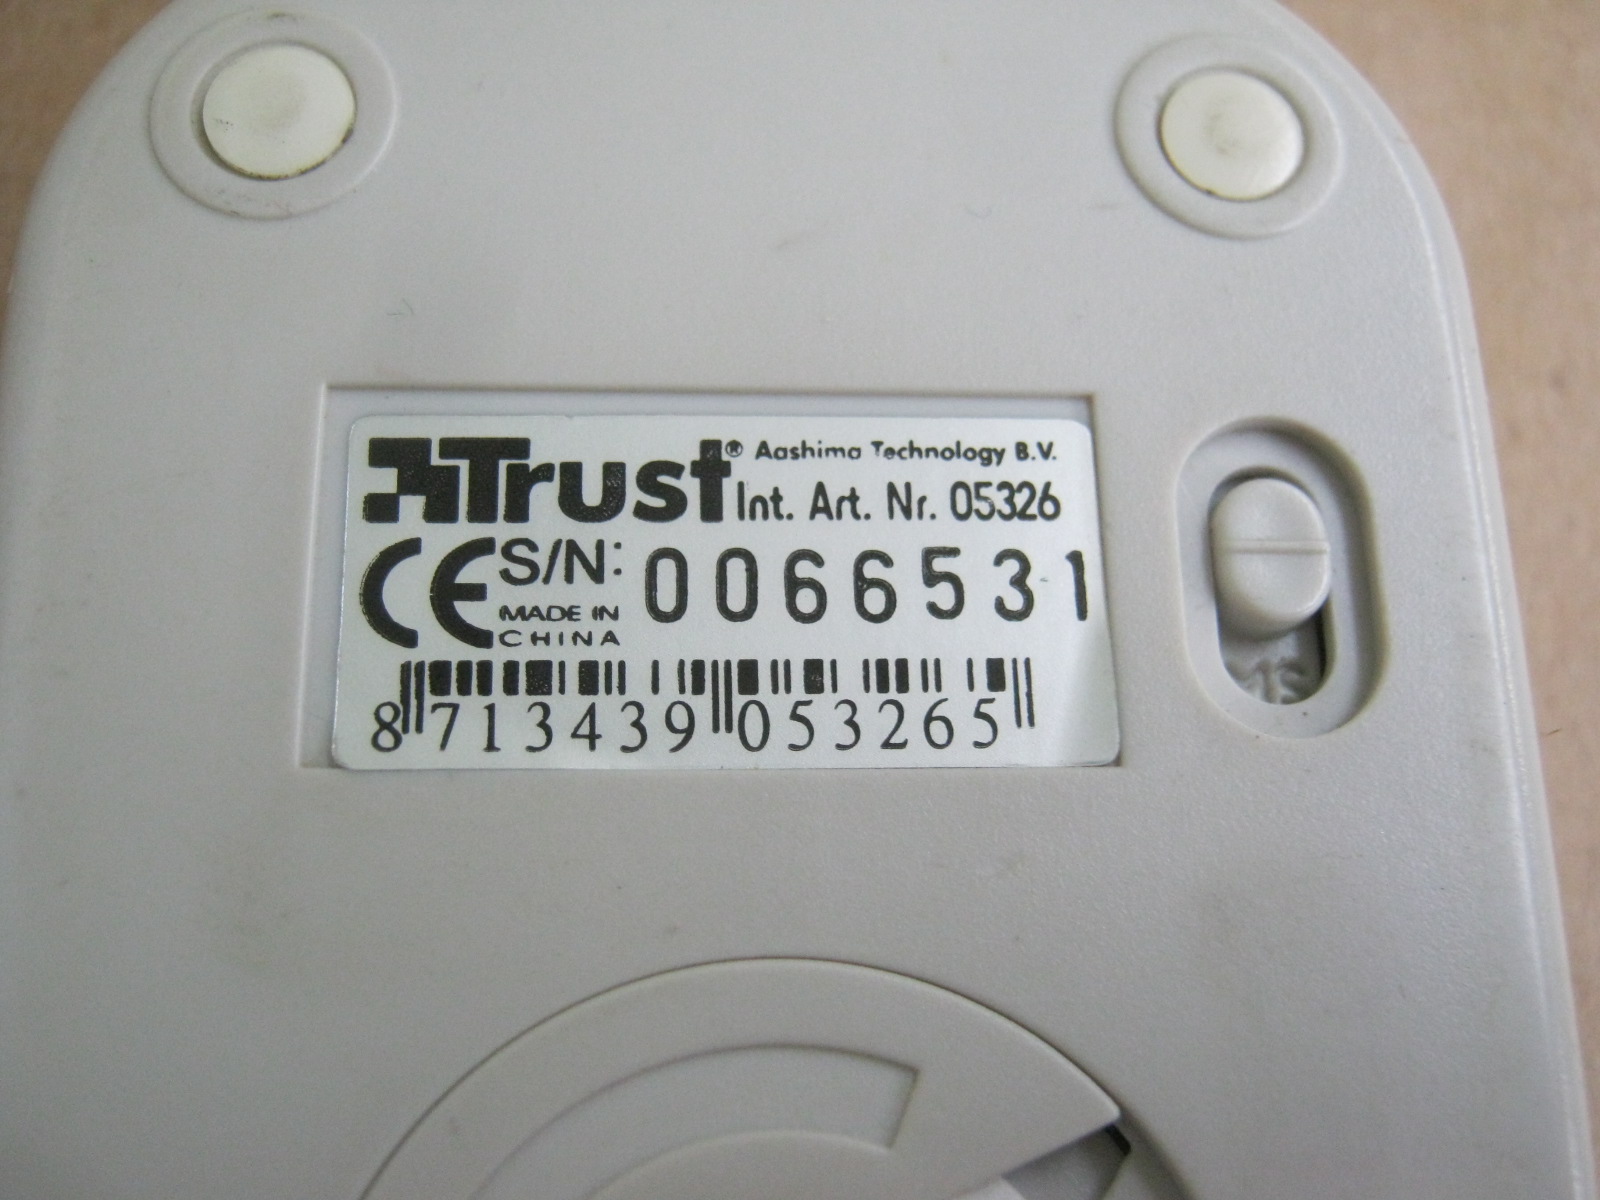 Trust® Aashima Technology B.V.
Int. Art. Nr. 05326
CE S/N: 0066531
MADE IN
CHINA
8 713439 053265